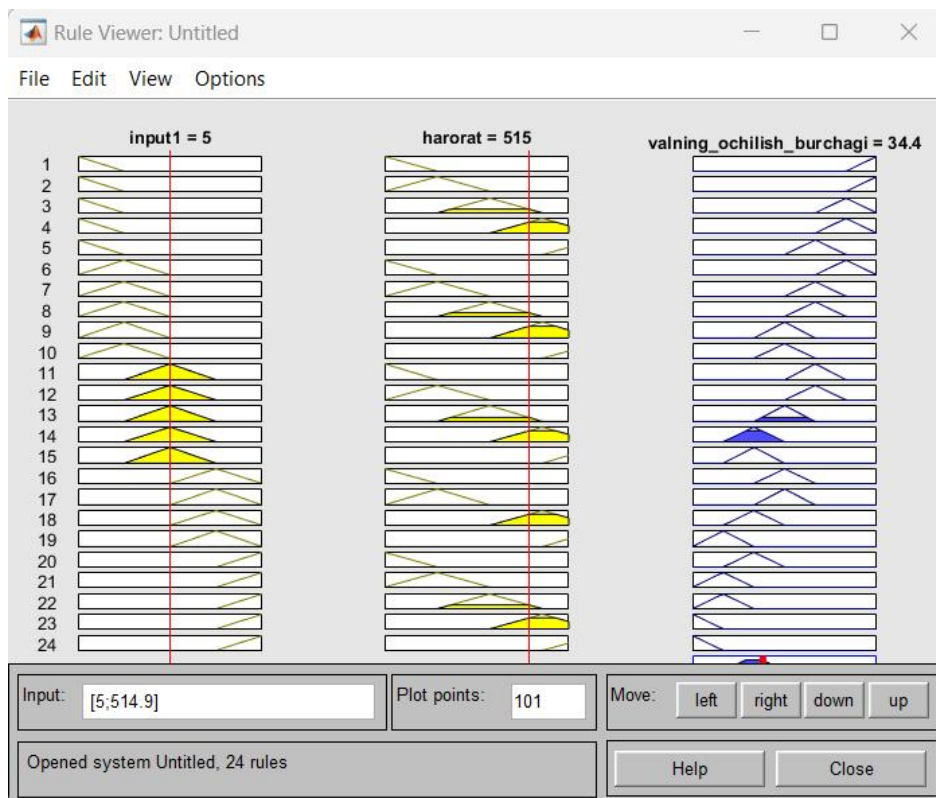 Rule Viewer: Untitled
File Edit View Options
input1 = 5
harorat = 515
valning_ochilish_burchagi = 34.4
1
2
3
4
5
6
7
8
9
10
11
12
13
14
15
16
17
18
19
20
21
22
23
24
Input: [5;514.9]
Plot points: 101
Move: left right down up
Opened system Untitled, 24 rules
Help Close